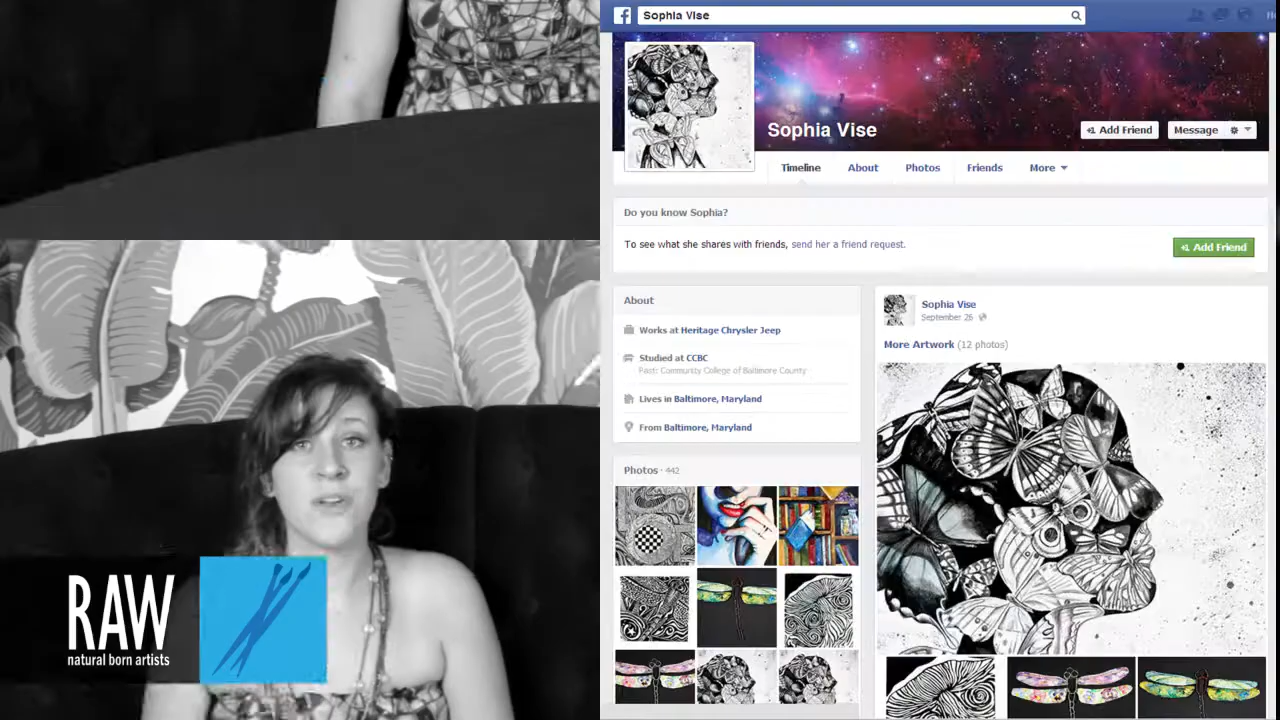 Sophia Vise
Sophia Vise
+1 Add Friend
Message
Timeline
About
Photos
Friends
More
Do you know Sophia?
To see what she shares with friends, send her a friend request.
+1 Add Friend
About
Works at Heritage Chrysler Jeep
Studied at CCBC
Past: Community College of Baltimore County
Lives in Baltimore, Maryland
From Baltimore, Maryland
Photos · 442
Sophia Vise
September 26
More Artwork (12 photos)
RAW
natural born artists